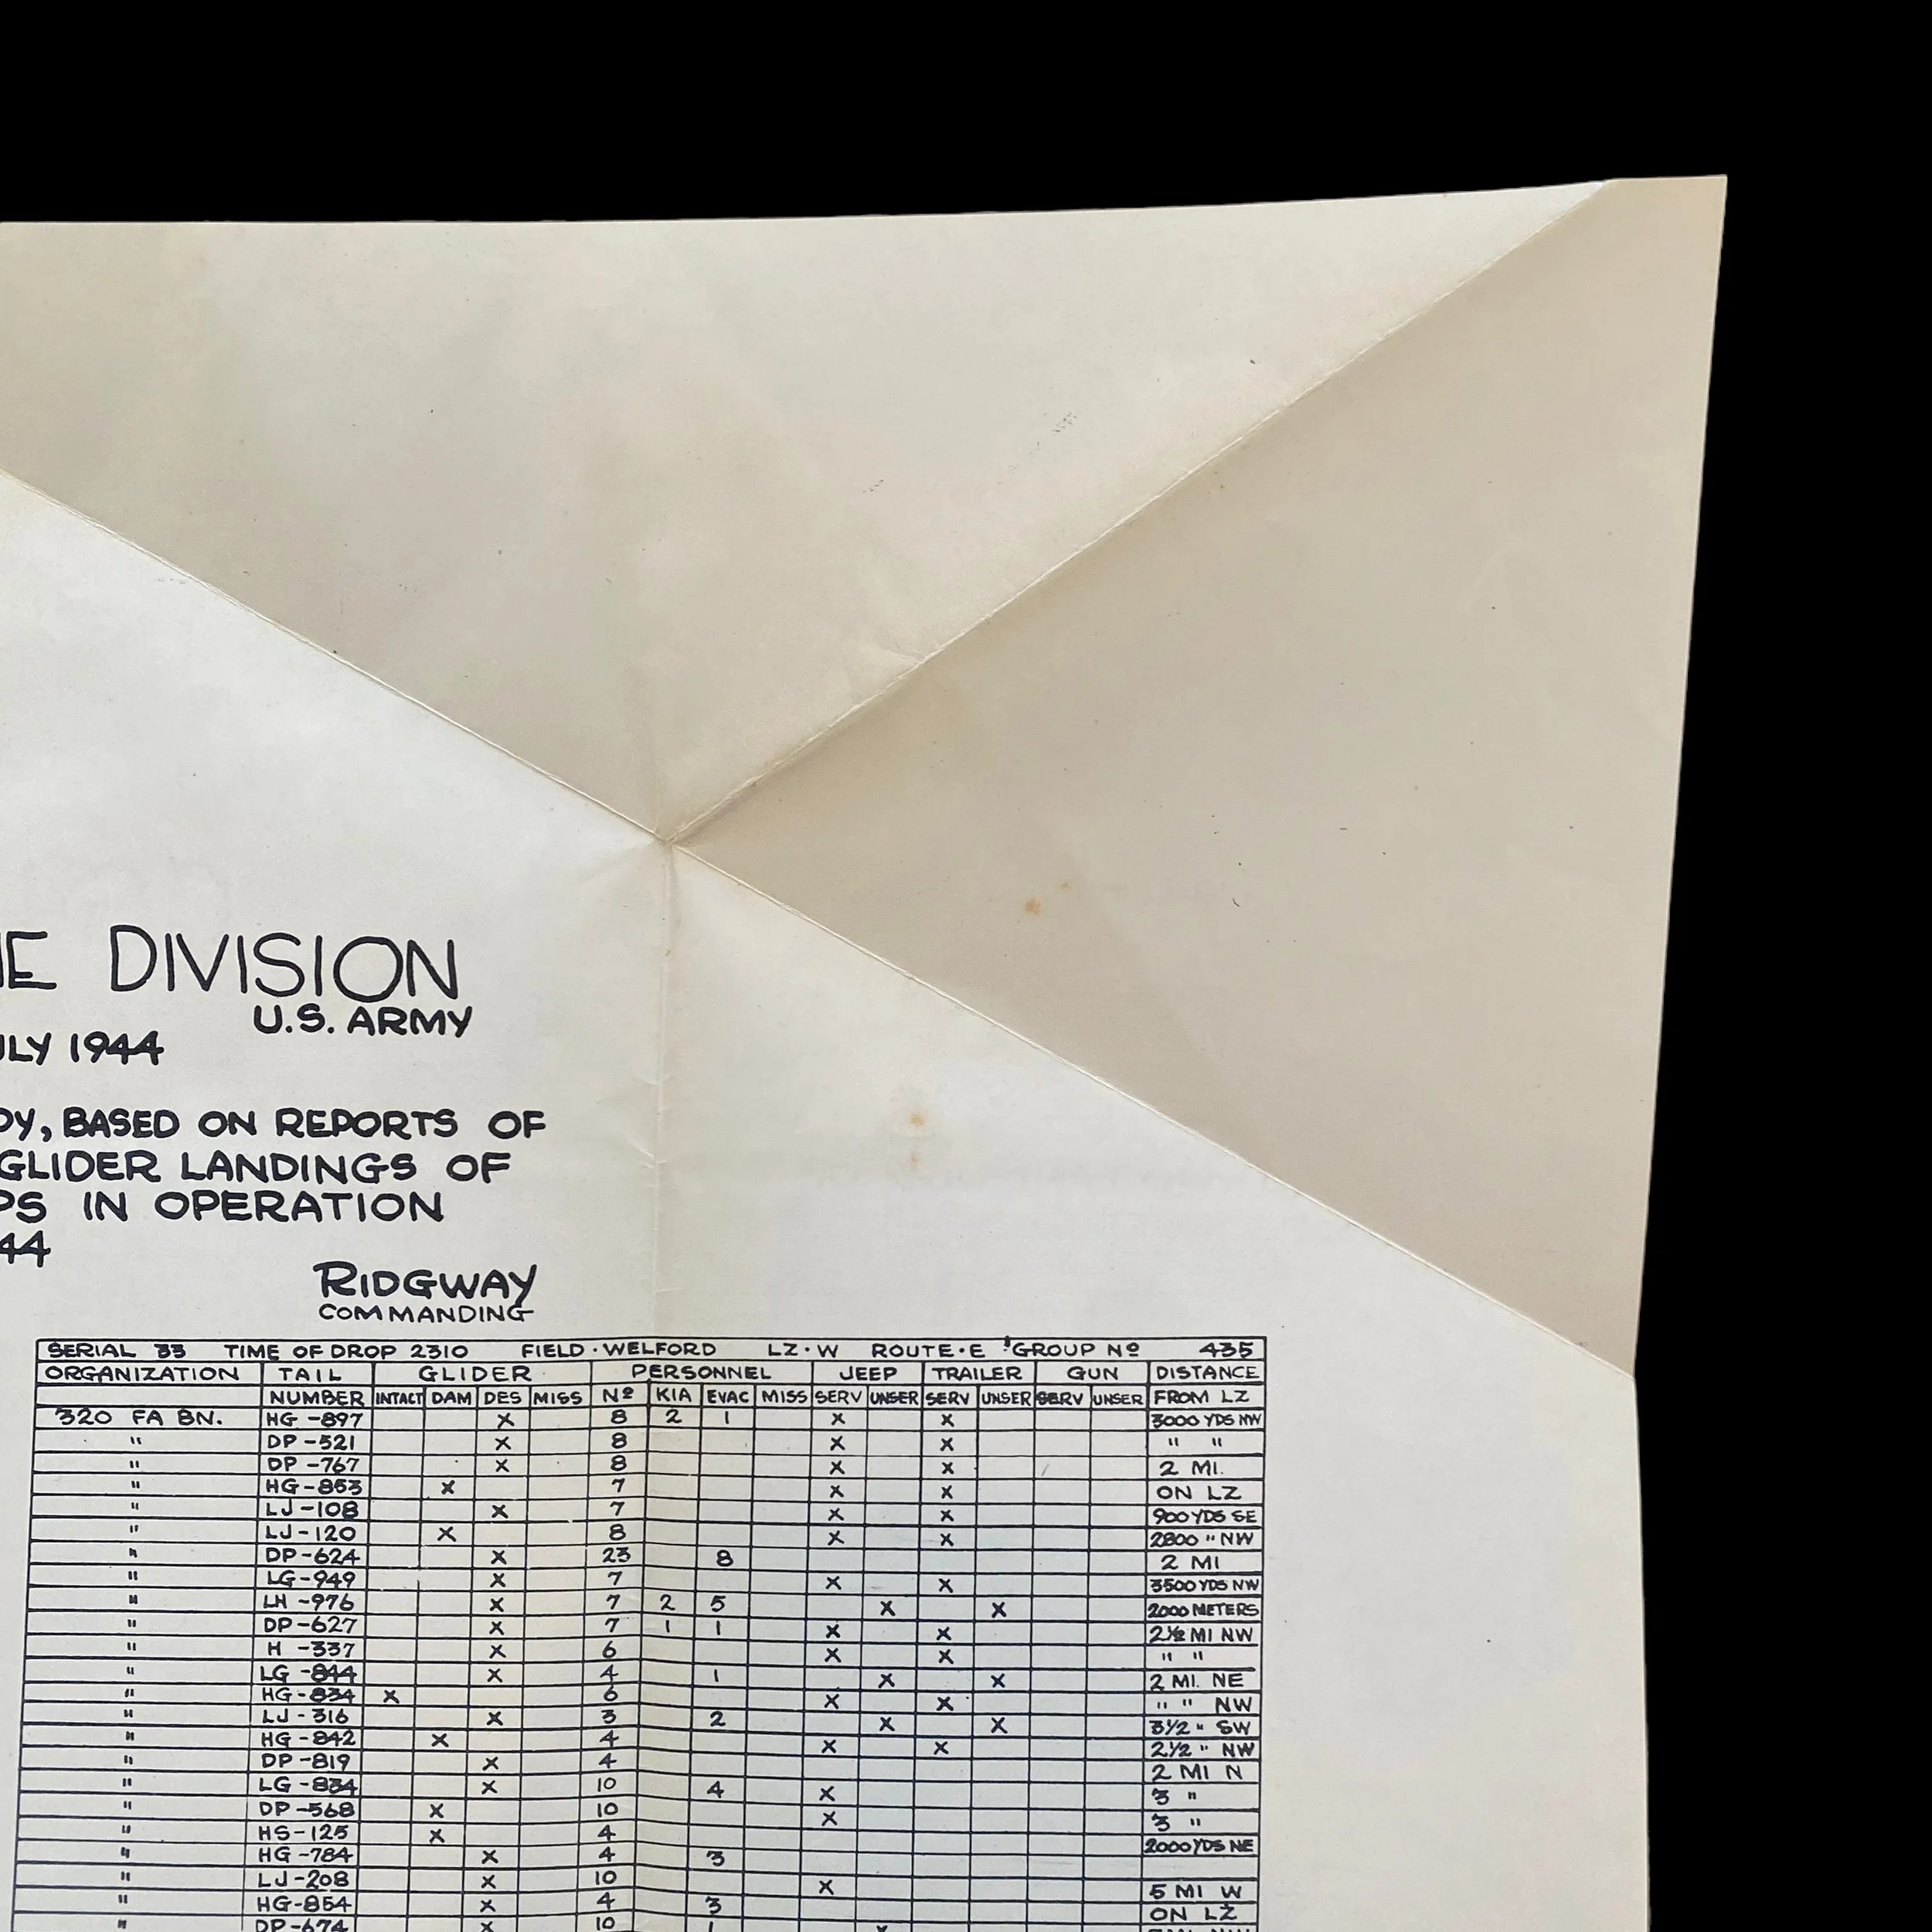 E DIVISION
U.S. ARMY
LY 1944
DY, BASED ON REPORTS OF
GLIDER LANDINGS OF
PS IN OPERATION
44
RIDGWAY
COMMANDING
SERIAL 33 TIME OF DROP 2310 FIELD·WELFORD LZ·W ROUTE·E GROUP Nº 435
ORGANIZATION TAIL GLIDER PERSONNEL JEEP TRAILER GUN DISTANCE
NUMBER INTACT DAM DES MISS Nº KIA EVAC MISS SERV UNSER SERV UNSER SERV UNSER FROM LZ
320 FA BN. HG-897 X 8 2 1 X X 3000 YDS NW
" DP-521 X 8 X X " "
" DP-767 X 8 X X 2 MI.
" HG-853 X 7 X X ON LZ
" LJ-108 X 7 X X 900 YDS SE
" LJ-120 X 8 X X 2800 " NW
" DP-624 X 23 8 2 MI
" LG-949 X 7 X X 3500 YDS NW
" LH-976 X 7 2 5 X X 2000 METERS
" DP-627 X 7 1 1 X X 2½ MI NW
" H-337 X 6 X X " "
" LG-844 X 4 1 X X 2 MI. NE
" HG-834 X 6 X X " " NW
" LJ-316 X 3 2 X X 3½ " SW
" HG-842 X 4 X X 2½ " NW
" DP-819 X 4 2 MI N
" LG-834 X 10 4 X 3 "
" DP-568 X 10 X 3 "
" HS-125 X 4 2000 YDS NE
" HG-784 X 4 3
" LJ-208 X 10 X 5 MI W
" HG-854 X 4 3 ON LZ
" DP-674 X 10 1 X